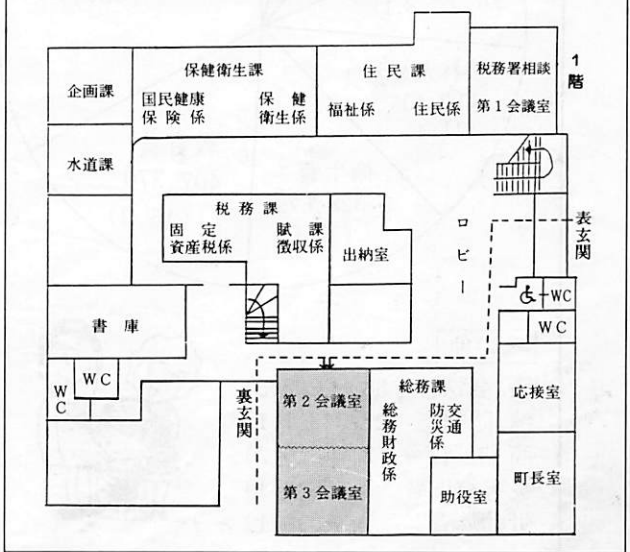 1階
企画課
保健衛生課
国民健康
保険係
保健
衛生係
住民課
福祉係
住民係
税務署相談
第1会議室
水道課
税務課
固定
資産税係
賦課
徴収係
出納室
ロビー
表玄関
WC
WC
書庫
WC
WC
裏玄関
第2会議室
第3会議室
総務課
総務財政係
交通
防災係
助役室
応接室
町長室